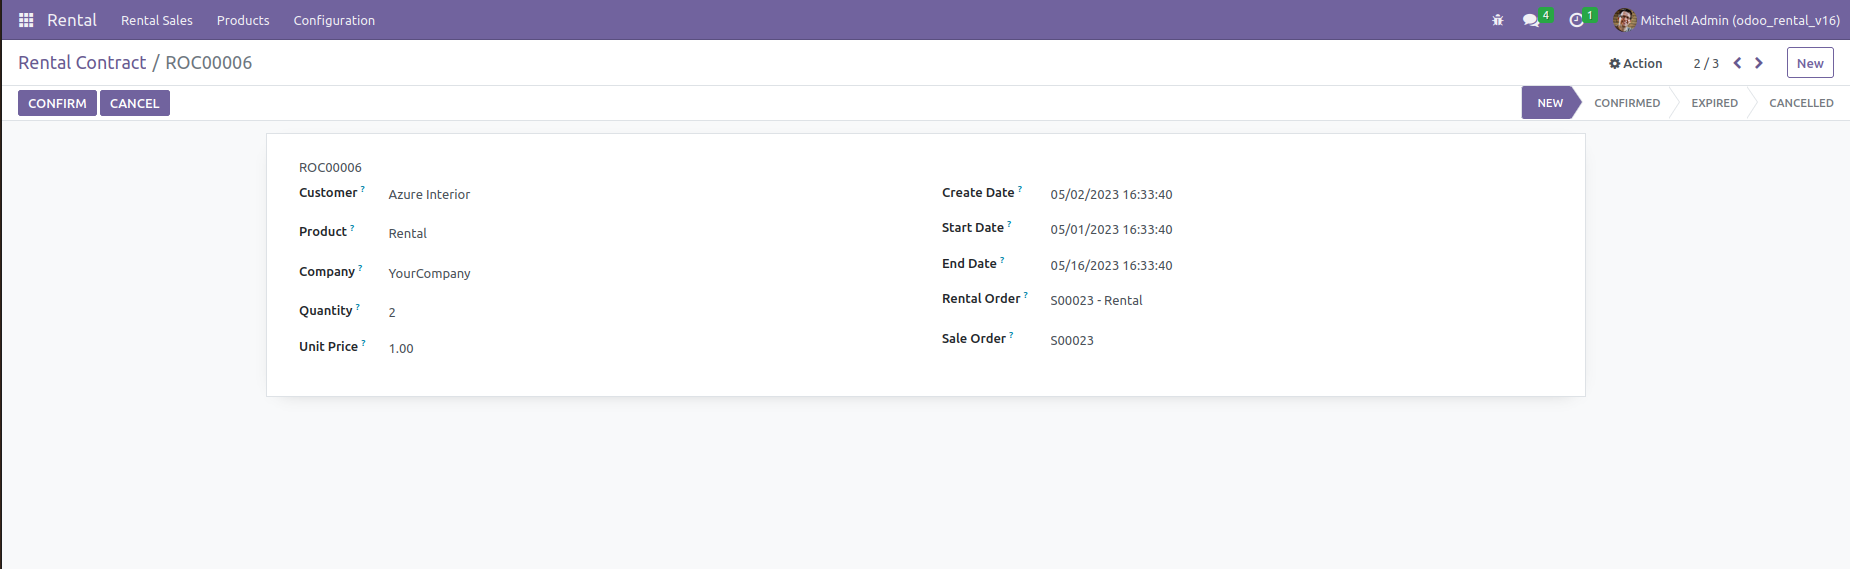 Rental Rental Sales Products Configuration 4 1 Mitchell Admin (odoo_rental_v16)
Rental Contract / ROC00006 Action 2 / 3 New
CONFIRM CANCEL NEW CONFIRMED EXPIRED CANCELLED
ROC00006
Customer ? Azure Interior
Product ? Rental
Company ? YourCompany
Quantity ? 2
Unit Price ? 1.00
Create Date ? 05/02/2023 16:33:40
Start Date ? 05/01/2023 16:33:40
End Date ? 05/16/2023 16:33:40
Rental Order ? S00023 - Rental
Sale Order ? S00023